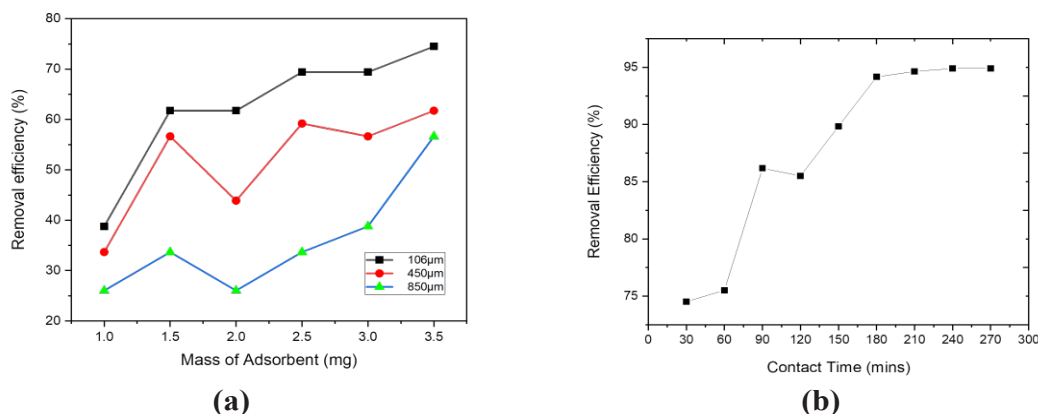 80
70
60
50
40
30
20
Removal efficiency (%)
106μm
450μm
850μm
1.0 1.5 2.0 2.5 3.0 3.5
Mass of Adsorbent (mg)
(a)
95
90
85
80
75
Removal Efficiency (%)
0 30 60 90 120 150 180 210 240 270 300
Contact Time (mins)
(b)